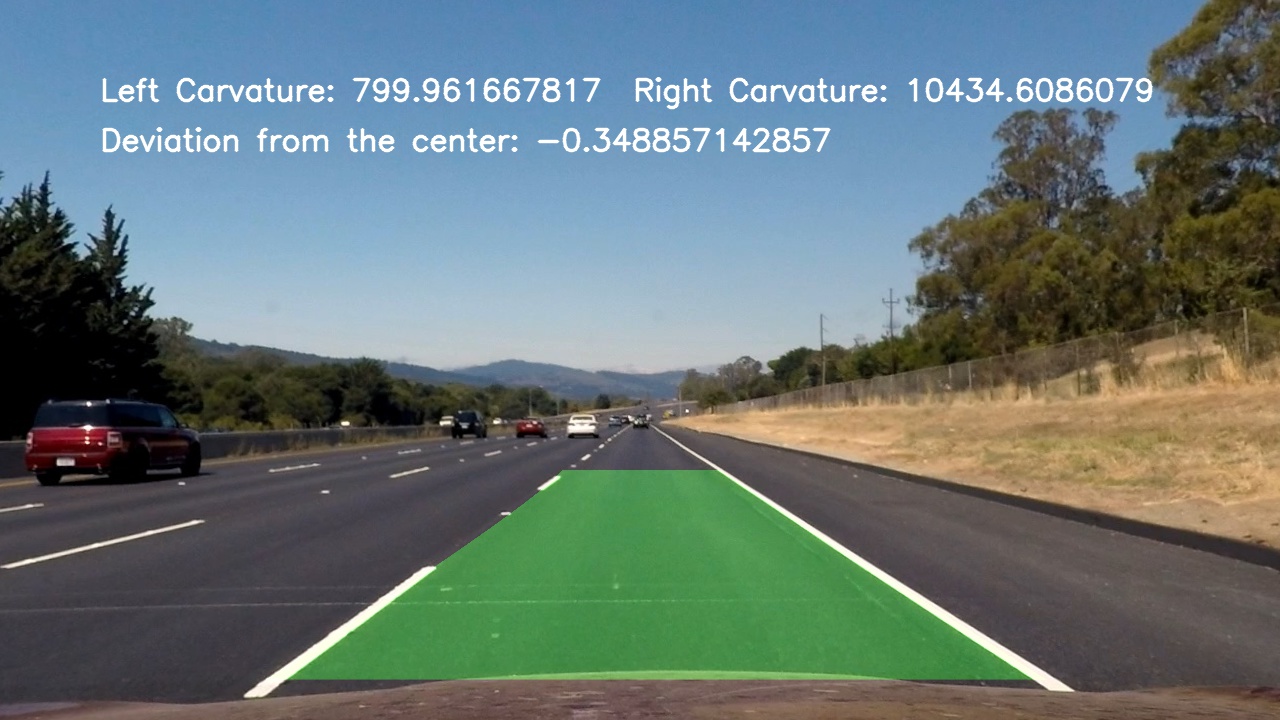 Left Carvature: 799.961667817 Right Carvature: 10434.6086079
Deviation from the center: -0.348857142857